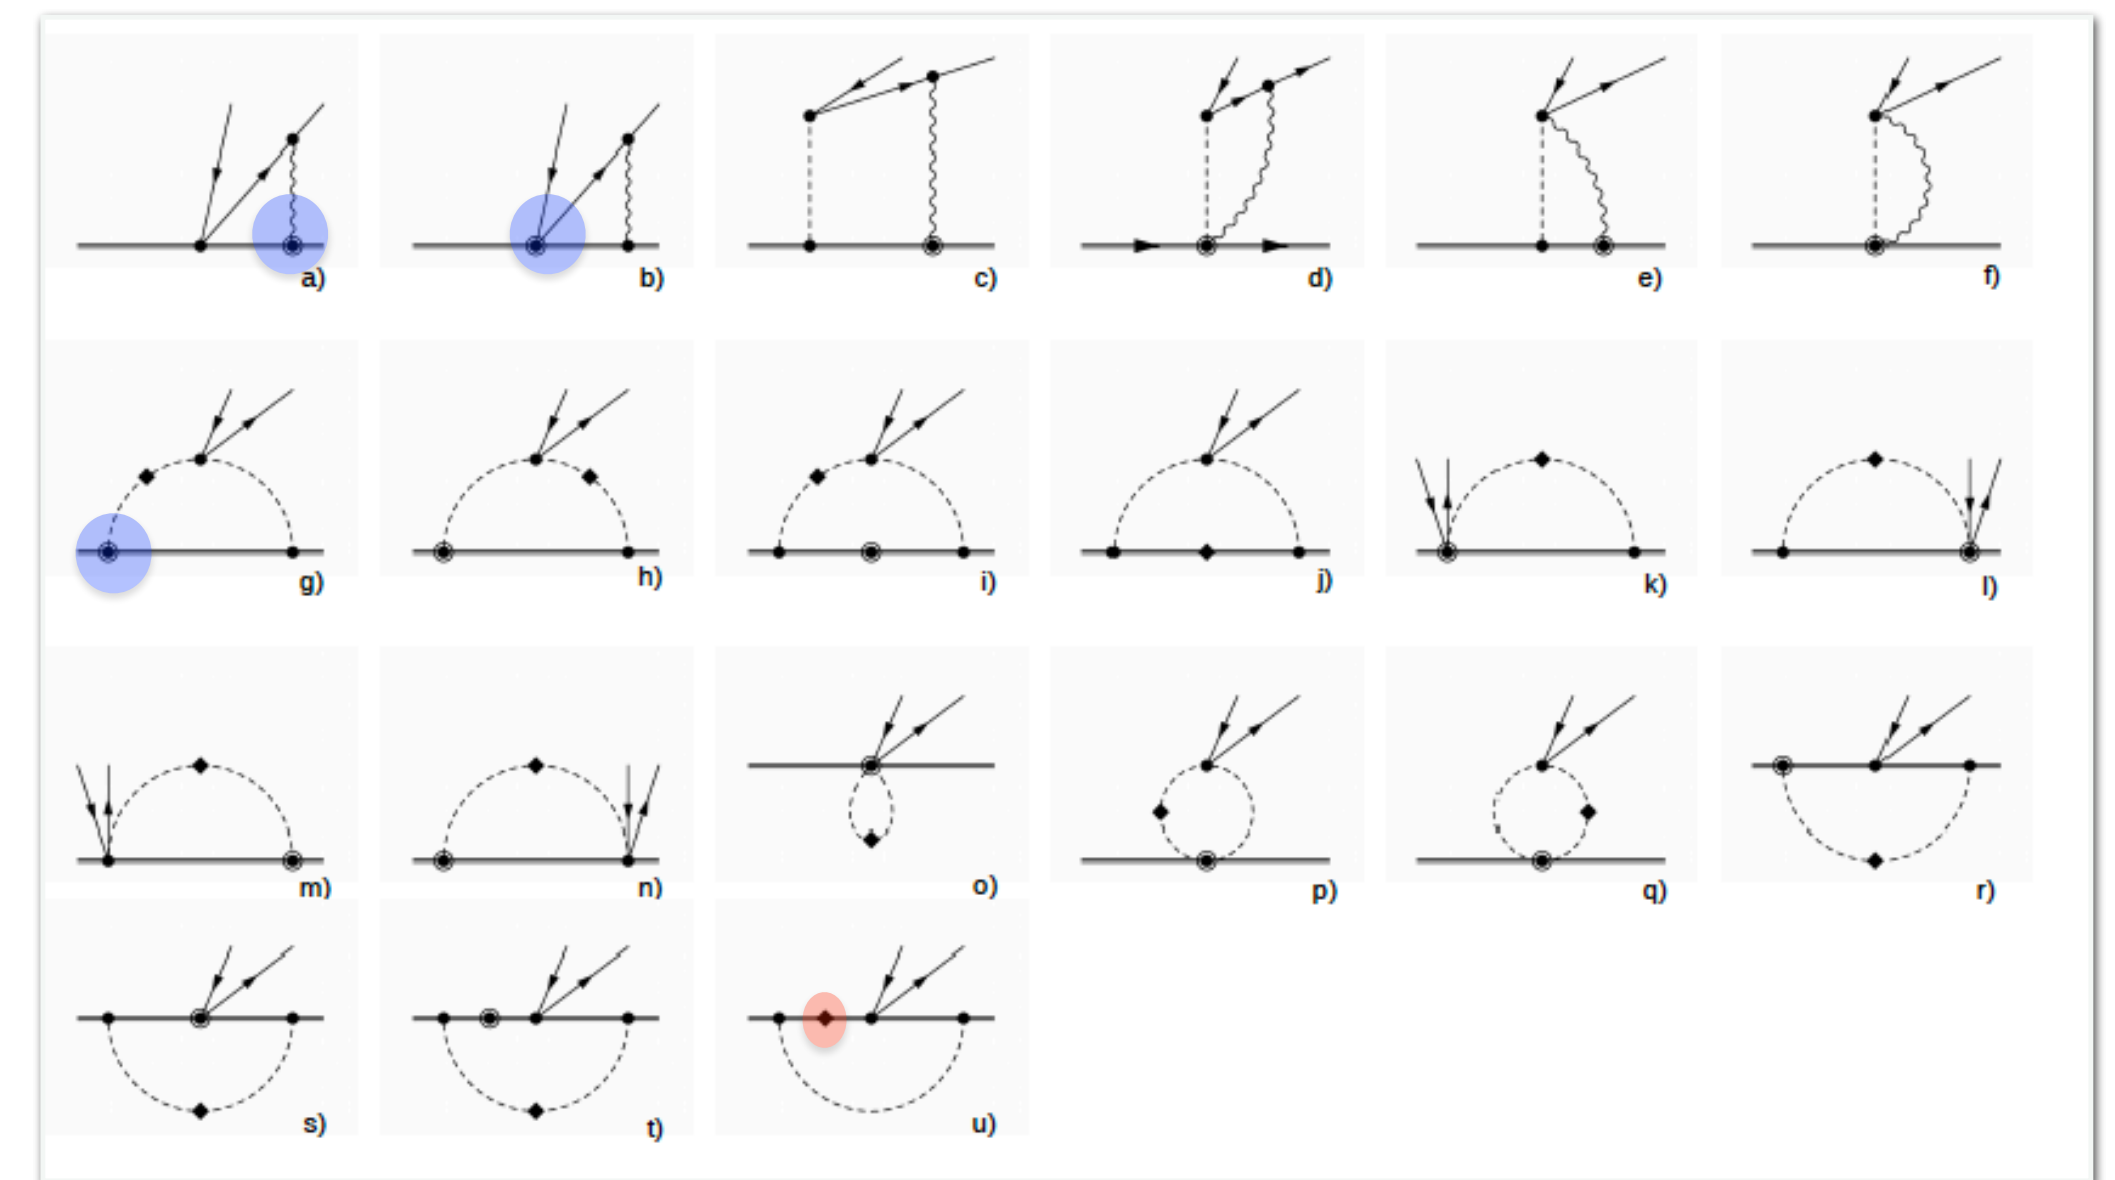 a) b) c) d) e) f)
g) h) i) j) k) l)
m) n) o) p) q) r)
s) t) u)